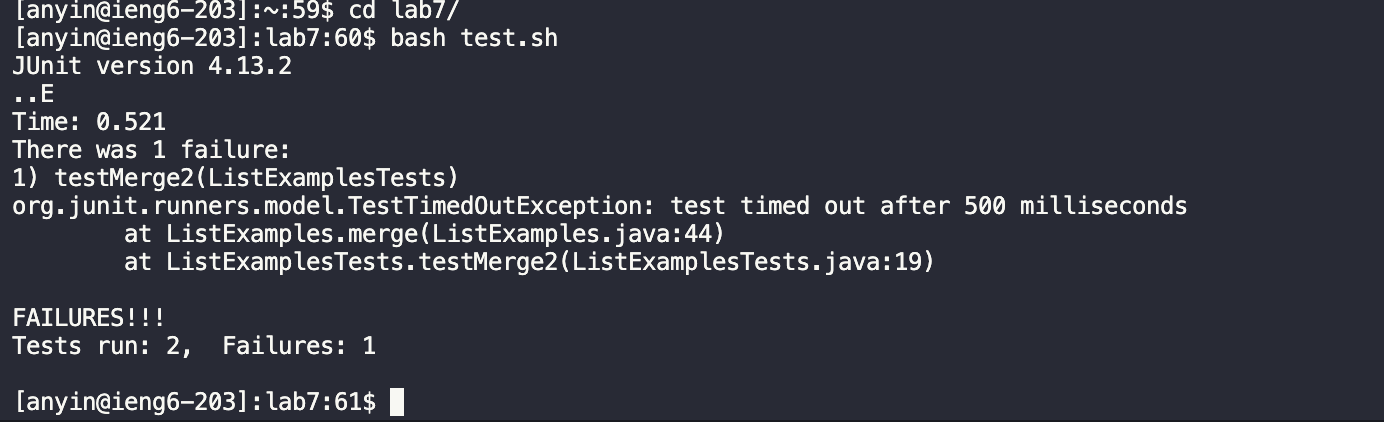 [anyin@ieng6-203]:~:59$ cd lab7/
[anyin@ieng6-203]:lab7:60$ bash test.sh
JUnit version 4.13.2
..E
Time: 0.521
There was 1 failure:
1) testMerge2(ListExamplesTests)
org.junit.runners.model.TestTimedOutException: test timed out after 500 milliseconds
        at ListExamples.merge(ListExamples.java:44)
        at ListExamplesTests.testMerge2(ListExamplesTests.java:19)
FAILURES!!!
Tests run: 2,  Failures: 1
[anyin@ieng6-203]:lab7:61$